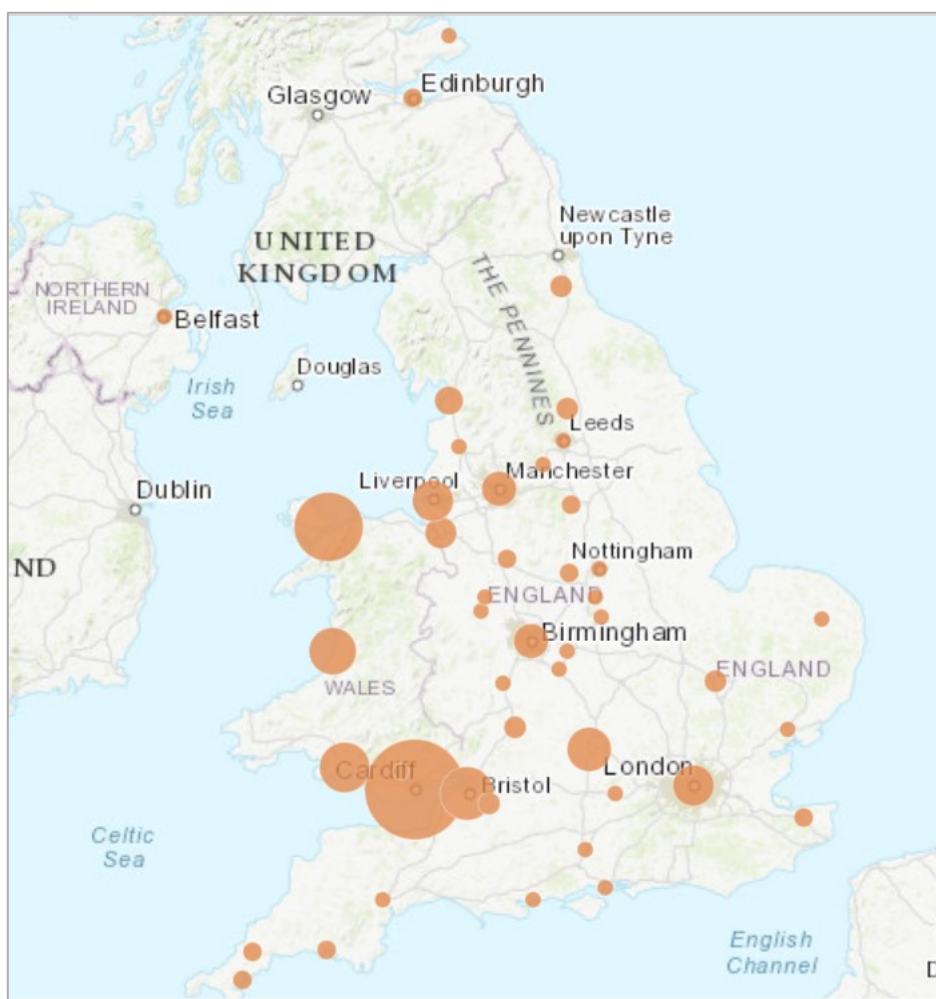 Edinburgh
Glasgow
Newcastle
upon Tyne
UNITED
KINGDOM
THE PENNINES
NORTHERN
IRELAND
Belfast
Douglas
Irish
Sea
Leeds
Manchester
Liverpool
Dublin
Nottingham
ND
ENGLAND
Birmingham
ENGLAND
WALES
London
Cardiff
Bristol
Celtic
Sea
English
Channel
D